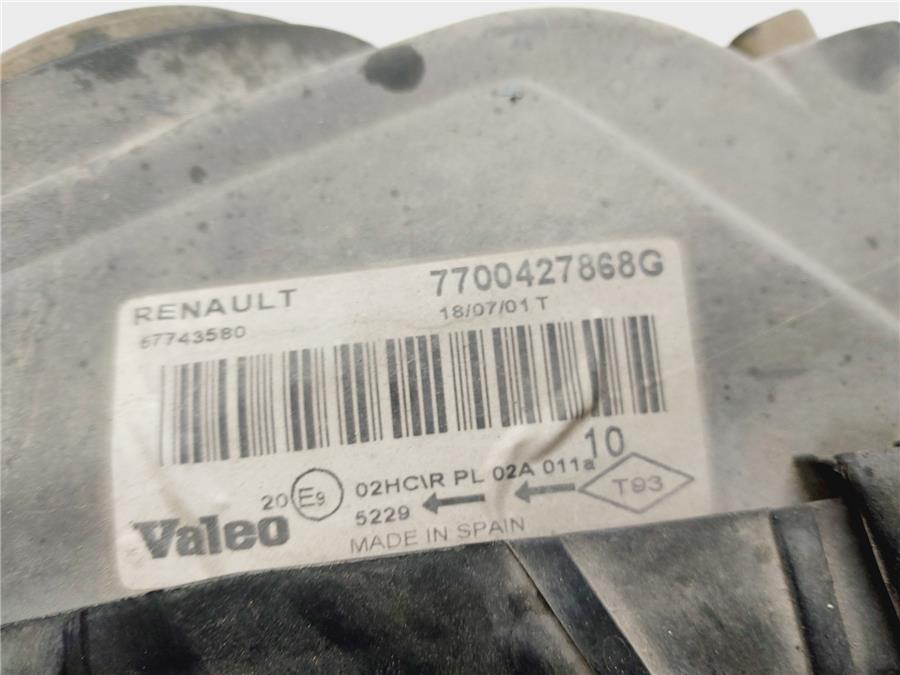 RENAULT 7700427868G
67743580 18/07/01 T
10
20 E9 02HC\R PL 02A 011a
5229 T93
Valeo MADE IN SPAIN